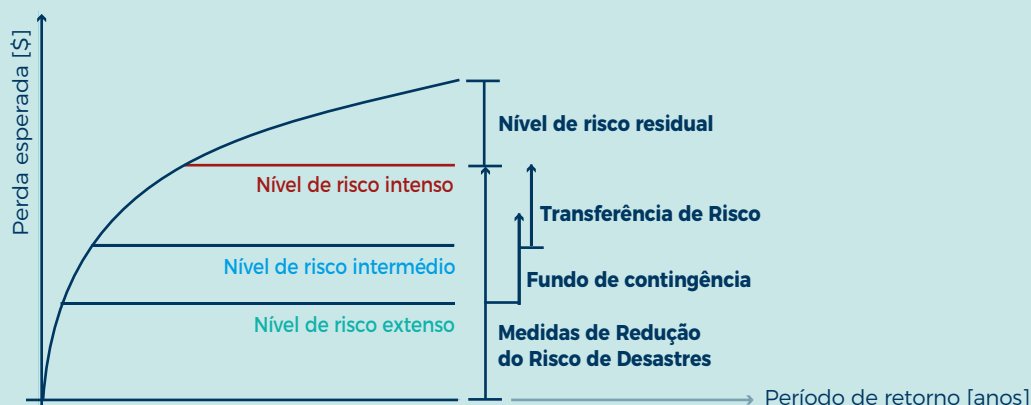 Perda esperada [$]
Nível de risco residual
Nível de risco intenso
Transferência de Risco
Nível de risco intermédio
Fundo de contingência
Nível de risco extenso
Medidas de Redução
do Risco de Desastres
Período de retorno [anos]